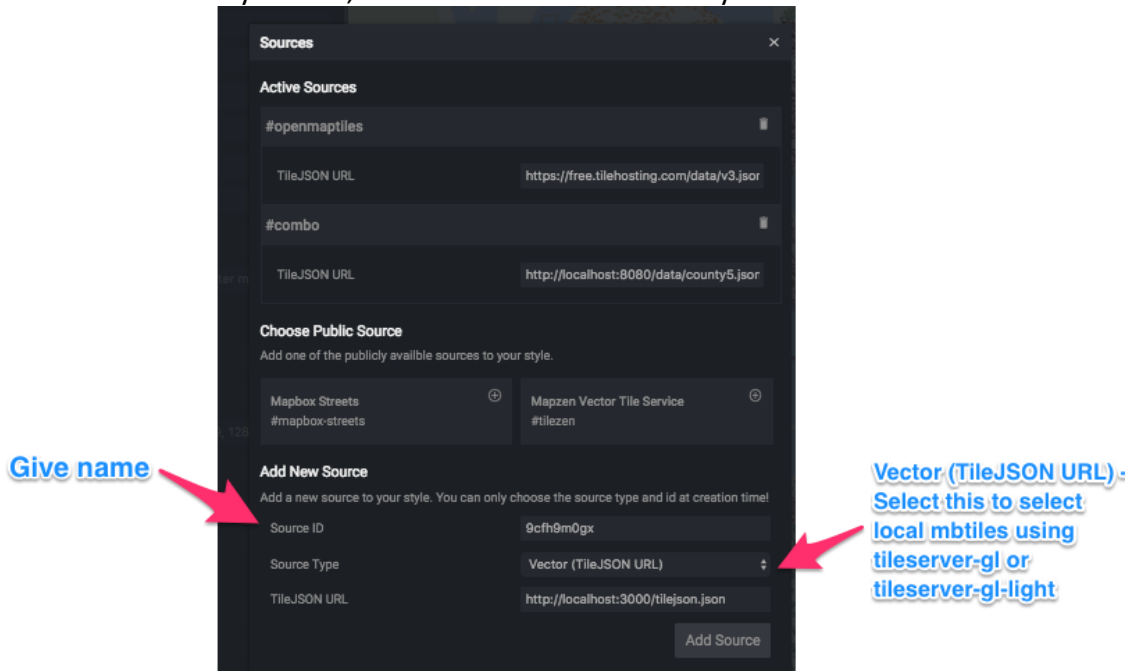 Sources
×
Active Sources
#openmaptiles
TileJSON URL
https://free.tilehosting.com/data/v3.jsor
#combo
TileJSON URL
http://localhost:8080/data/county5.jsor
Choose Public Source
Add one of the publicly availble sources to your style.
Mapbox Streets
#mapbox-streets
Mapzen Vector Tile Service
#tilezen
Give name
Add New Source
Add a new source to your style. You can only choose the source type and id at creation time!
Source ID
9cfh9m0gx
Source Type
Vector (TileJSON URL)
TileJSON URL
http://localhost:3000/tilejson.json
Add Source
Vector (TileJSON URL) -
Select this to select
local mbtiles using
tileserver-gl or
tileserver-gl-light